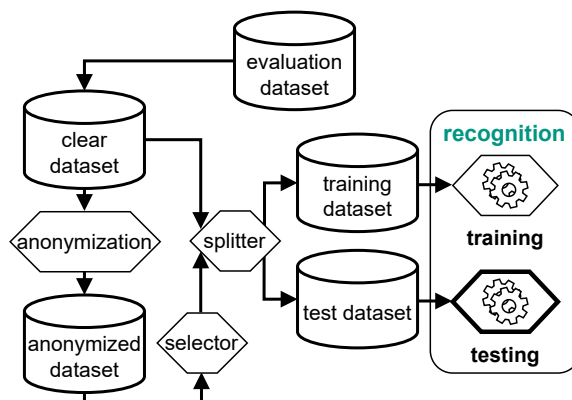 evaluation
dataset
clear
dataset
recognition
training
dataset
training
anonymization
splitter
test dataset
testing
anonymized
dataset
selector